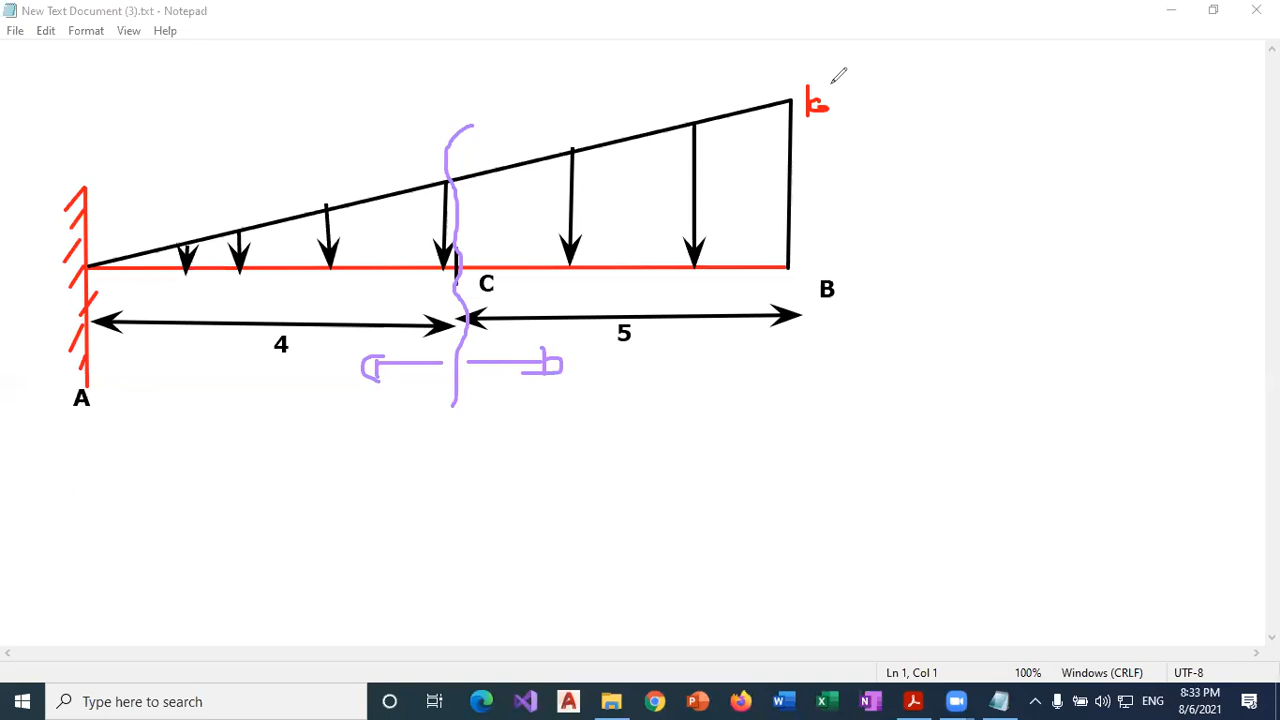 New Text Document (3).txt - Notepad
File Edit Format View Help
C
B
4
5
A
Ln 1, Col 1
100%
Windows (CRLF)
UTF-8
Type here to search
ENG
8:33 PM
8/6/2021